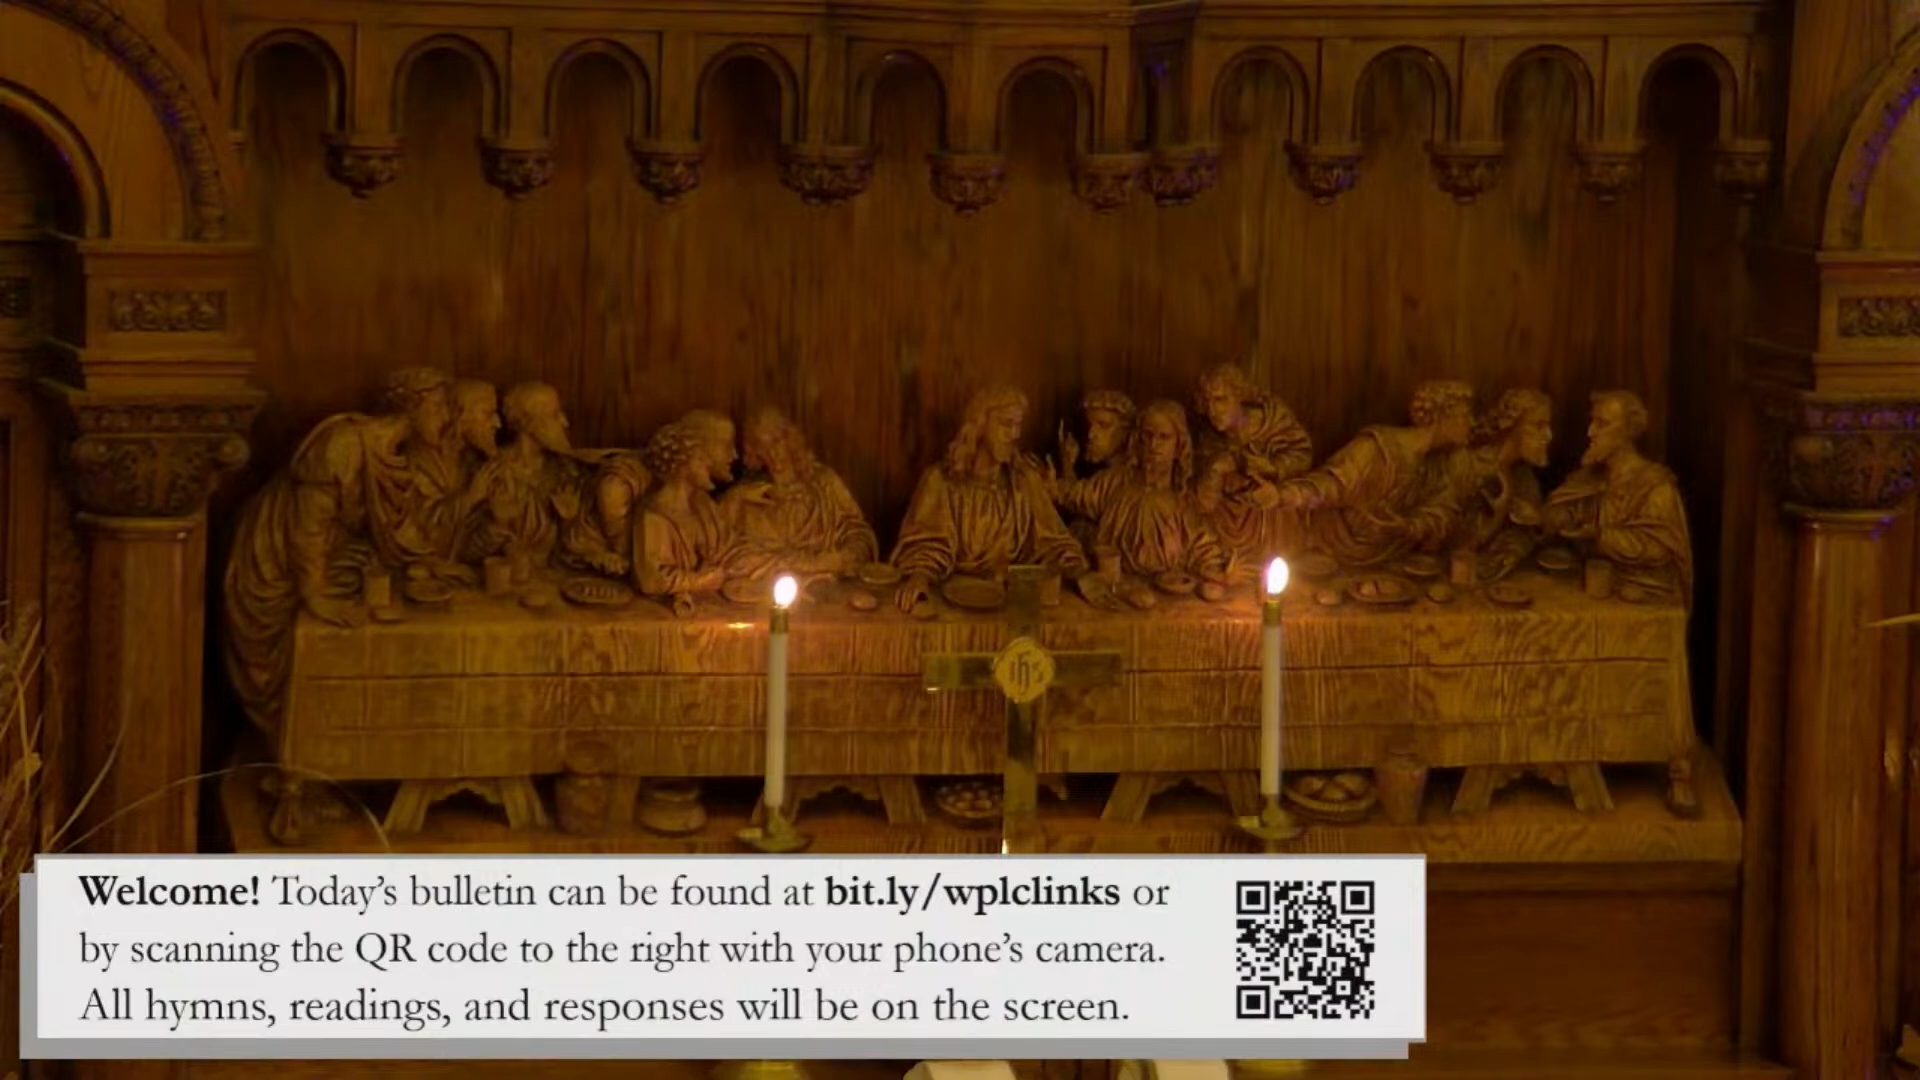 IHS
Welcome! Today's bulletin can be found at bit.ly/wplclinks or
by scanning the QR code to the right with your phone's camera.
All hymns, readings, and responses will be on the screen.